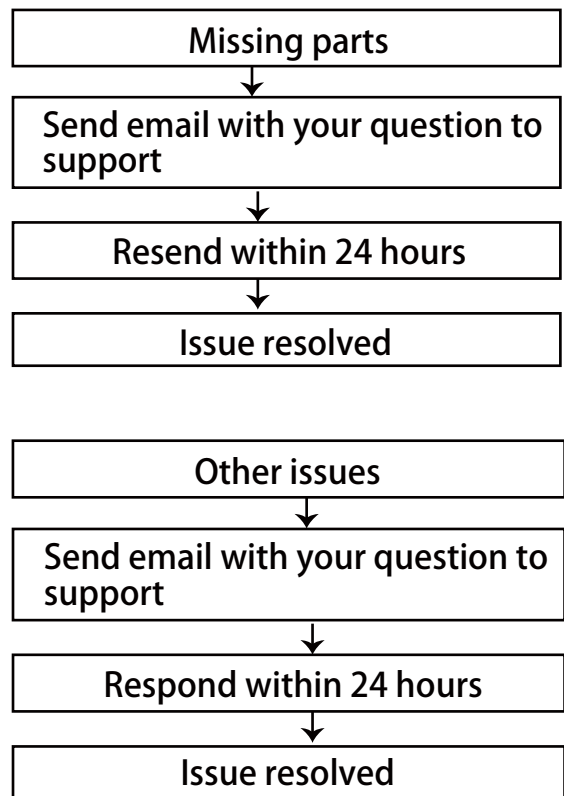 Missing parts
Send email with your question to
support
Resend within 24 hours
Issue resolved
Other issues
Send email with your question to
support
Respond within 24 hours
Issue resolved